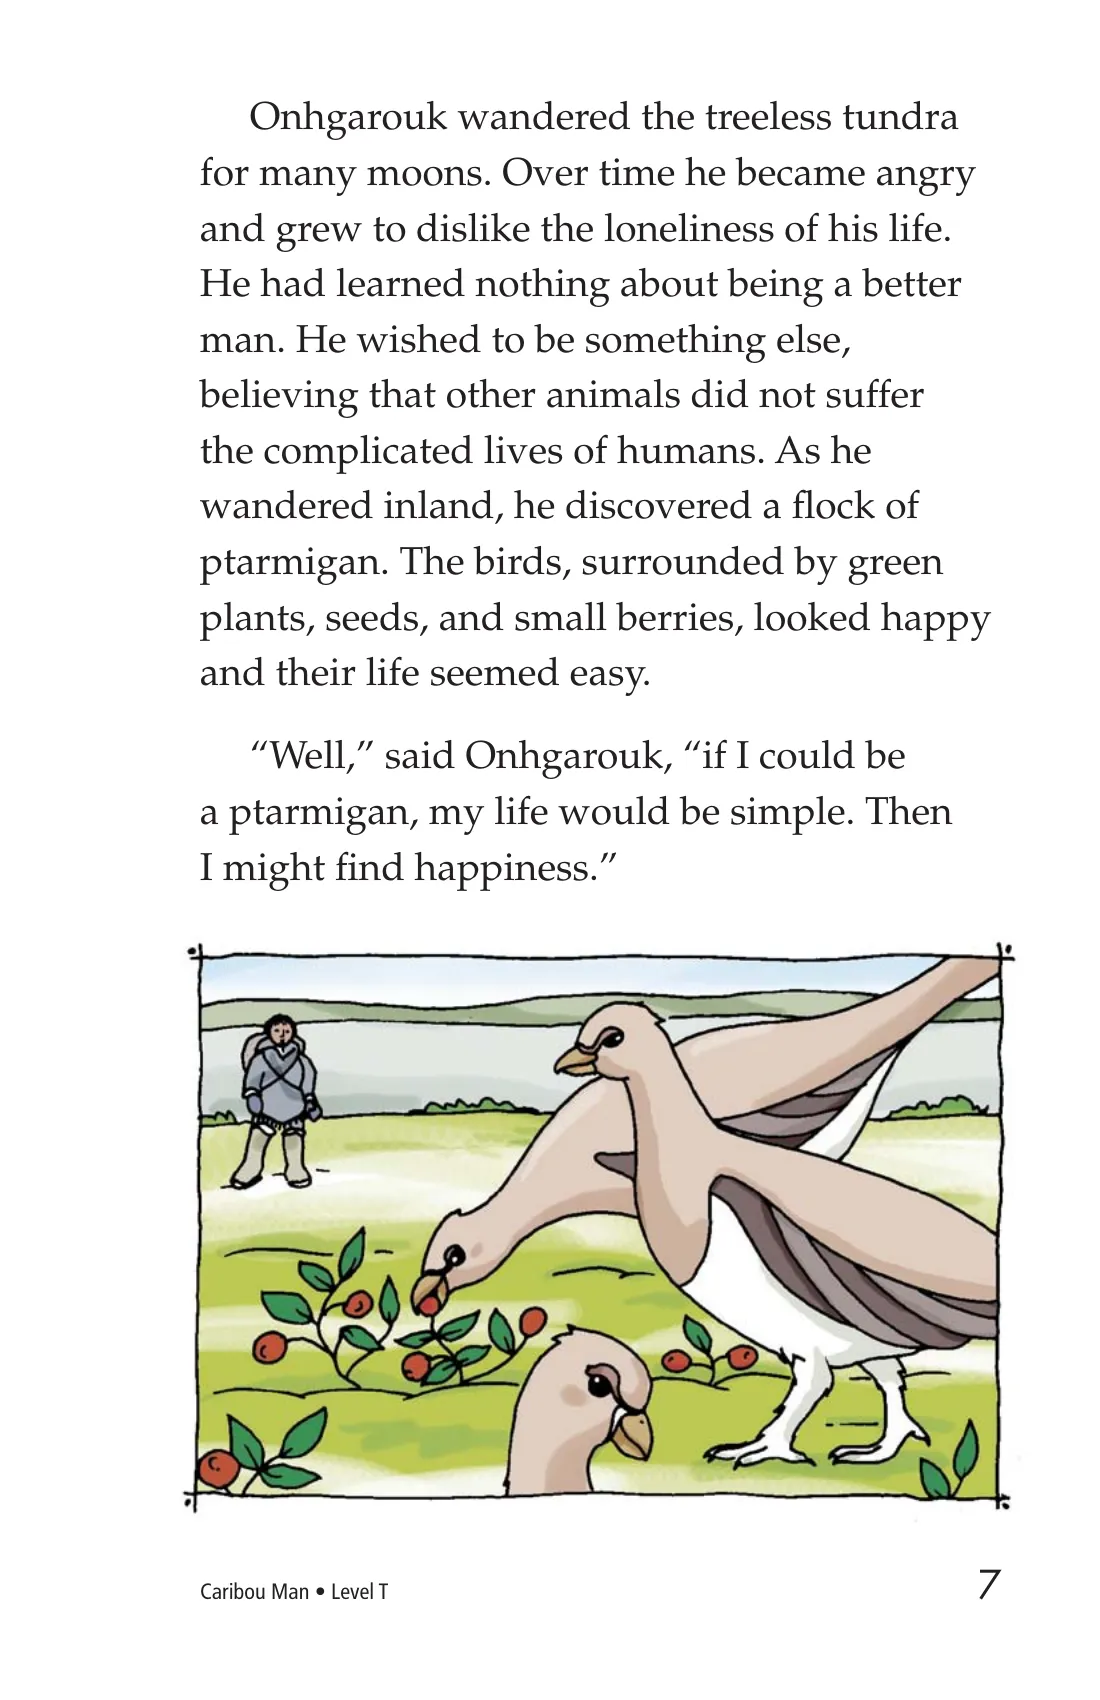 Onhgarouk wandered the treeless tundra
for many moons. Over time he became angry
and grew to dislike the loneliness of his life.
He had learned nothing about being a better
man. He wished to be something else,
believing that other animals did not suffer
the complicated lives of humans. As he
wandered inland, he discovered a flock of
ptarmigan. The birds, surrounded by green
plants, seeds, and small berries, looked happy
and their life seemed easy.
“Well,” said Onhgarouk, “if I could be
a ptarmigan, my life would be simple. Then
I might find happiness.”
Caribou Man • Level T
7